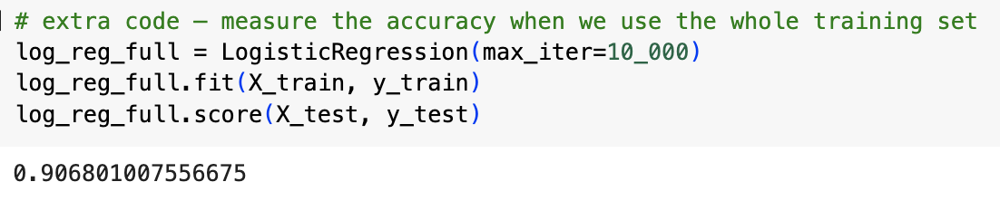 # extra code – measure the accuracy when we use the whole training set
log_reg_full = LogisticRegression(max_iter=10_000)
log_reg_full.fit(X_train, y_train)
log_reg_full.score(X_test, y_test)
0.906801007556675